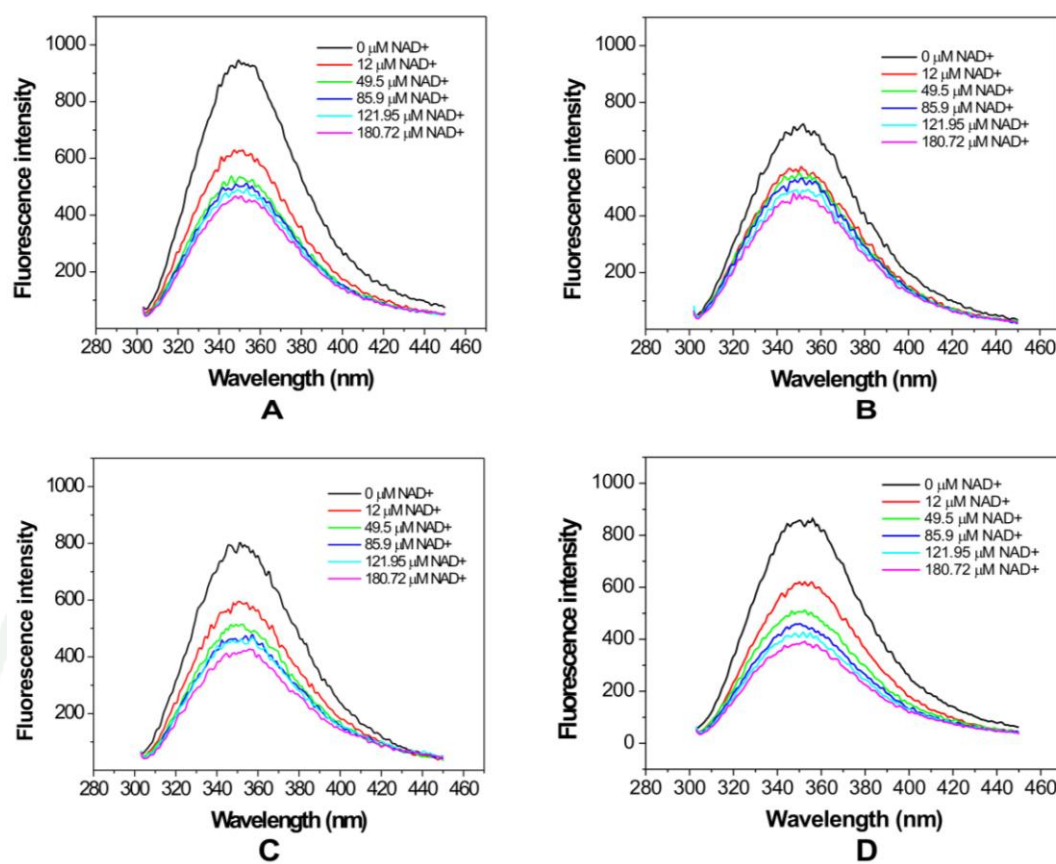 1000
800
600
400
200
Fluorescence intensity
0 μM NAD+
12 μM NAD+
49.5 μM NAD+
85.9 μM NAD+
121.95 μM NAD+
180.72 μM NAD+
280 300 320 340 360 380 400 420 440 460
Wavelength (nm)
A
1000
800
600
400
200
Fluorescence intensity
0 μM NAD+
12 μM NAD+
49.5 μM NAD+
85.9 μM NAD+
121.95 μM NAD+
180.72 μM NAD+
280 300 320 340 360 380 400 420 440 460
Wavelength (nm)
B
1000
800
600
400
200
Fluorescence intensity
0 μM NAD+
12 μM NAD+
49.5 μM NAD+
85.9 μM NAD+
121.95 μM NAD+
180.72 μM NAD+
280 300 320 340 360 380 400 420 440 460
Wavelength (nm)
C
1000
800
600
400
200
0
Fluorescence intensity
0 μM NAD+
12 μM NAD+
49.5 μM NAD+
85.9 μM NAD+
121.95 μM NAD+
180.72 μM NAD+
280 300 320 340 360 380 400 420 440 460
Wavelength (nm)
D